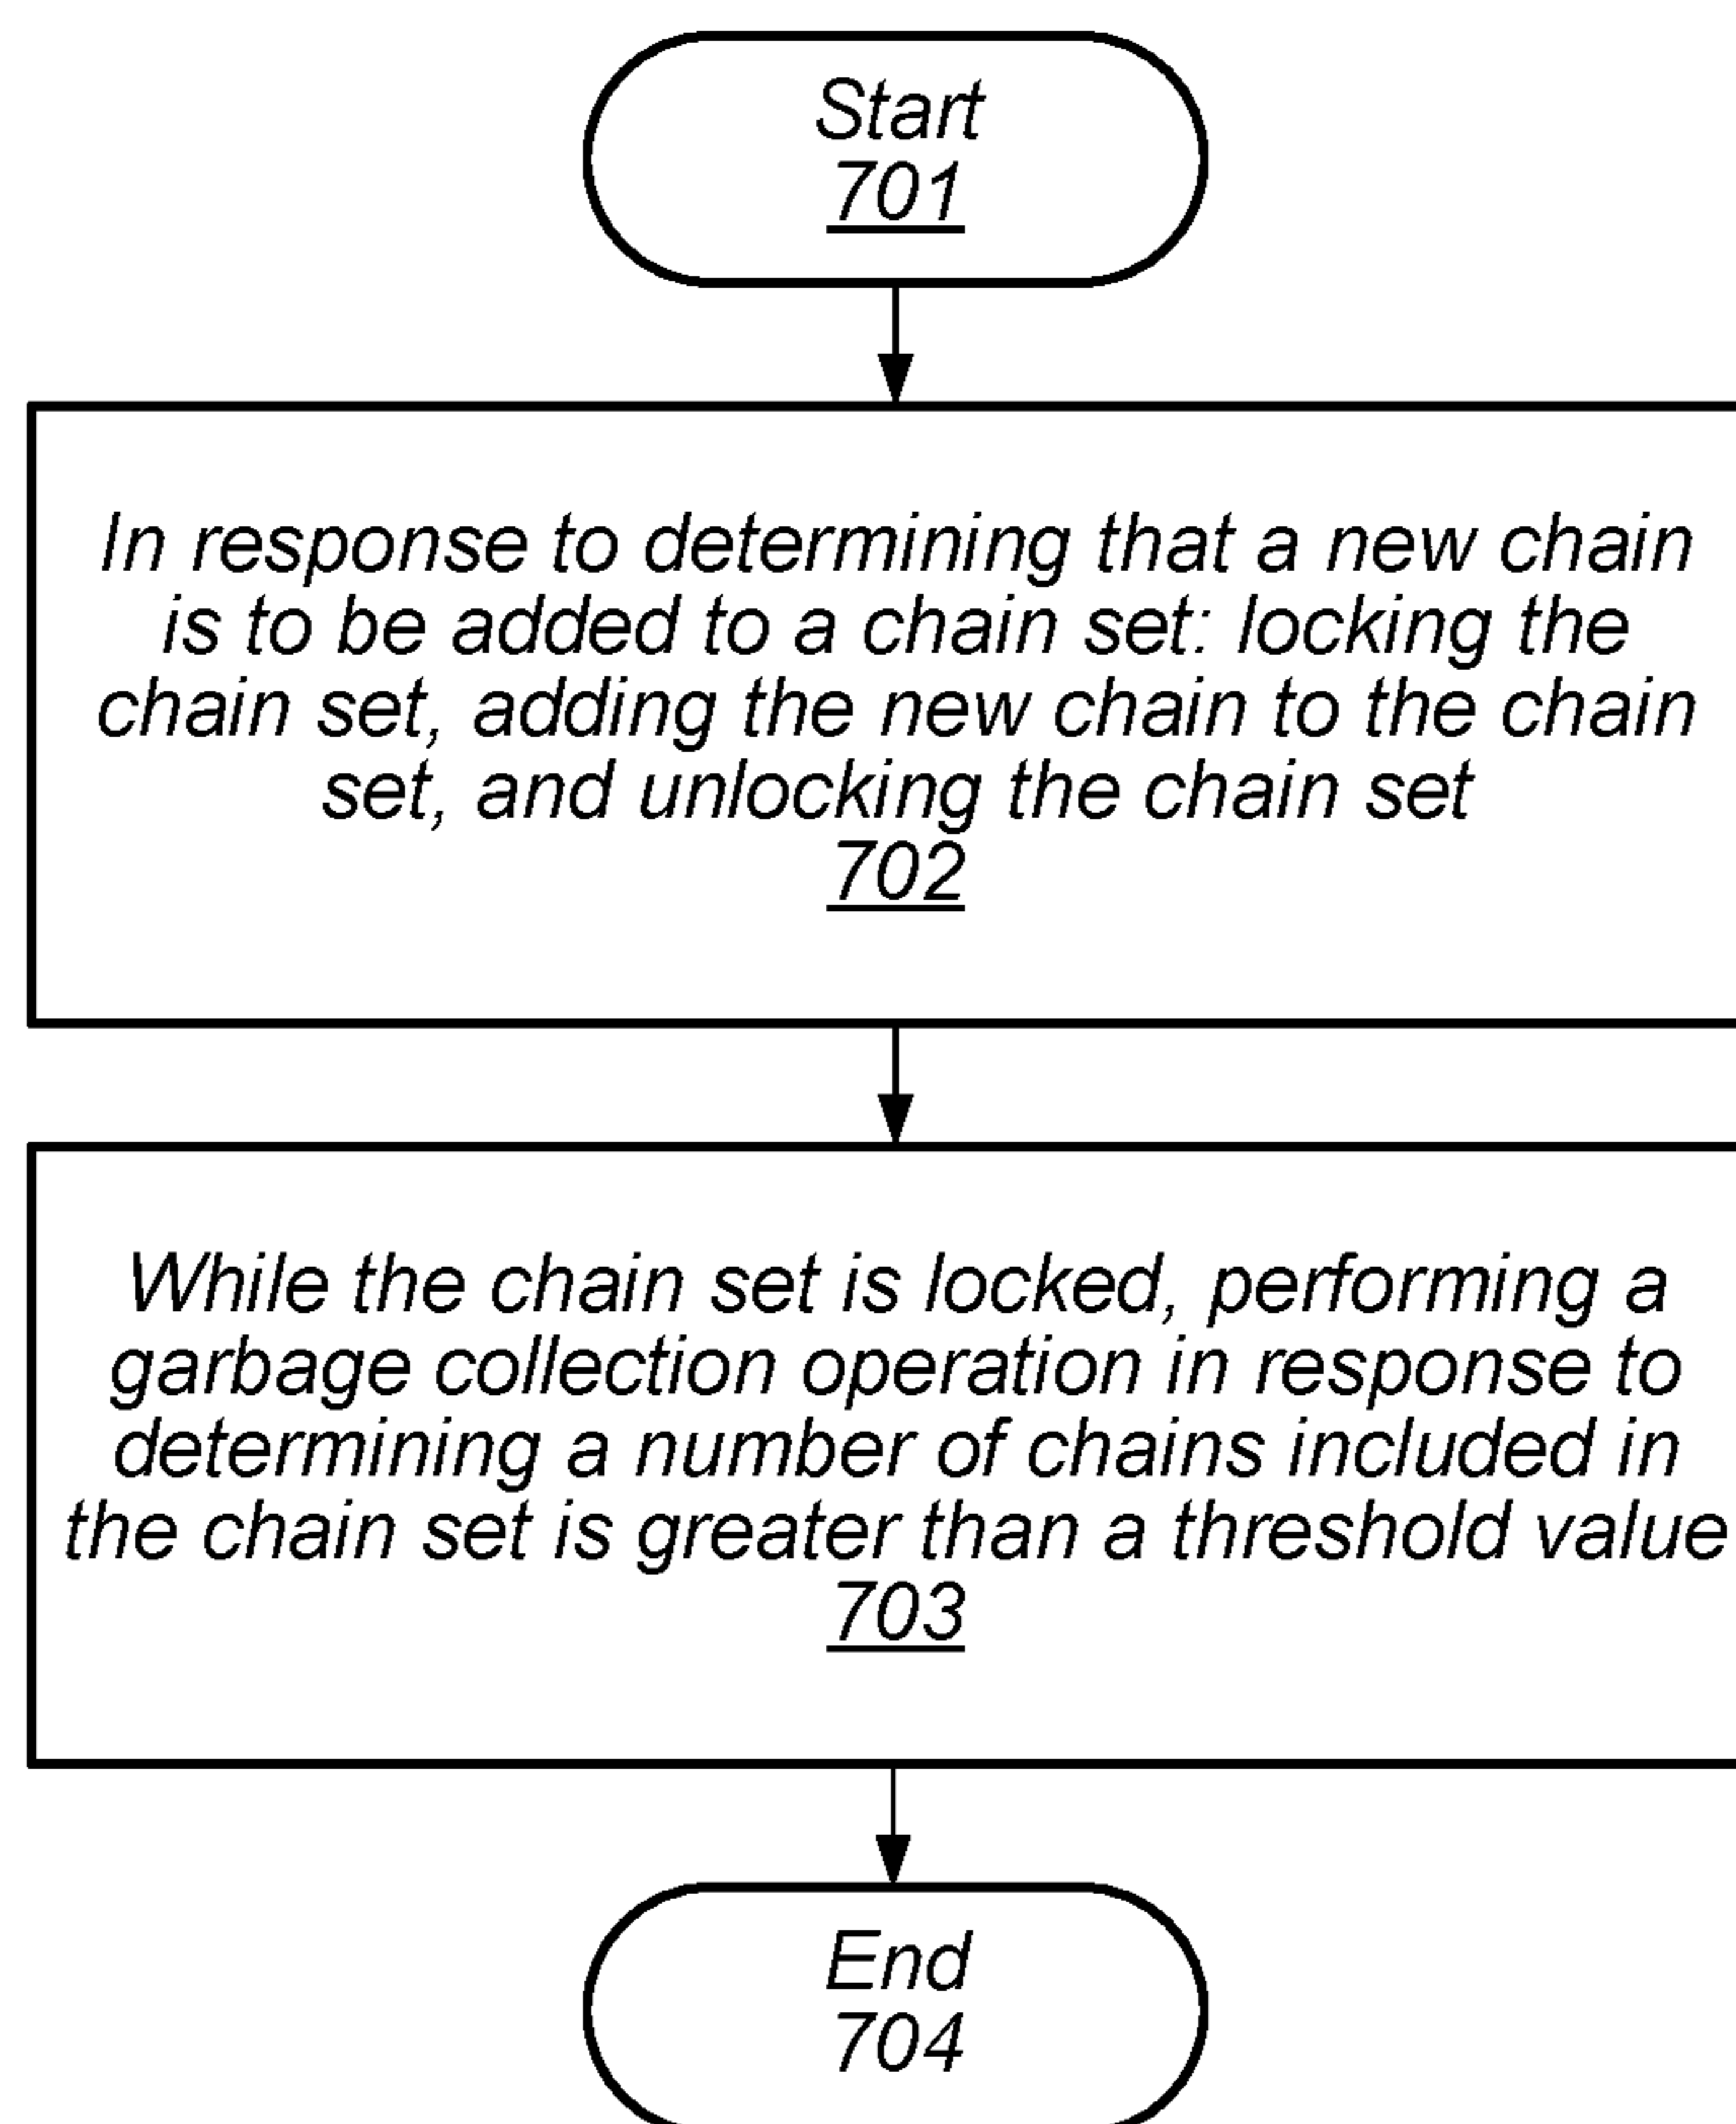 Start
701
In response to determining that a new chain
is to be added to a chain set: locking the
chain set, adding the new chain to the chain
set, and unlocking the chain set
702
While the chain set is locked, performing a
garbage collection operation in response to
determining a number of chains included in
the chain set is greater than a threshold value
703
End
704